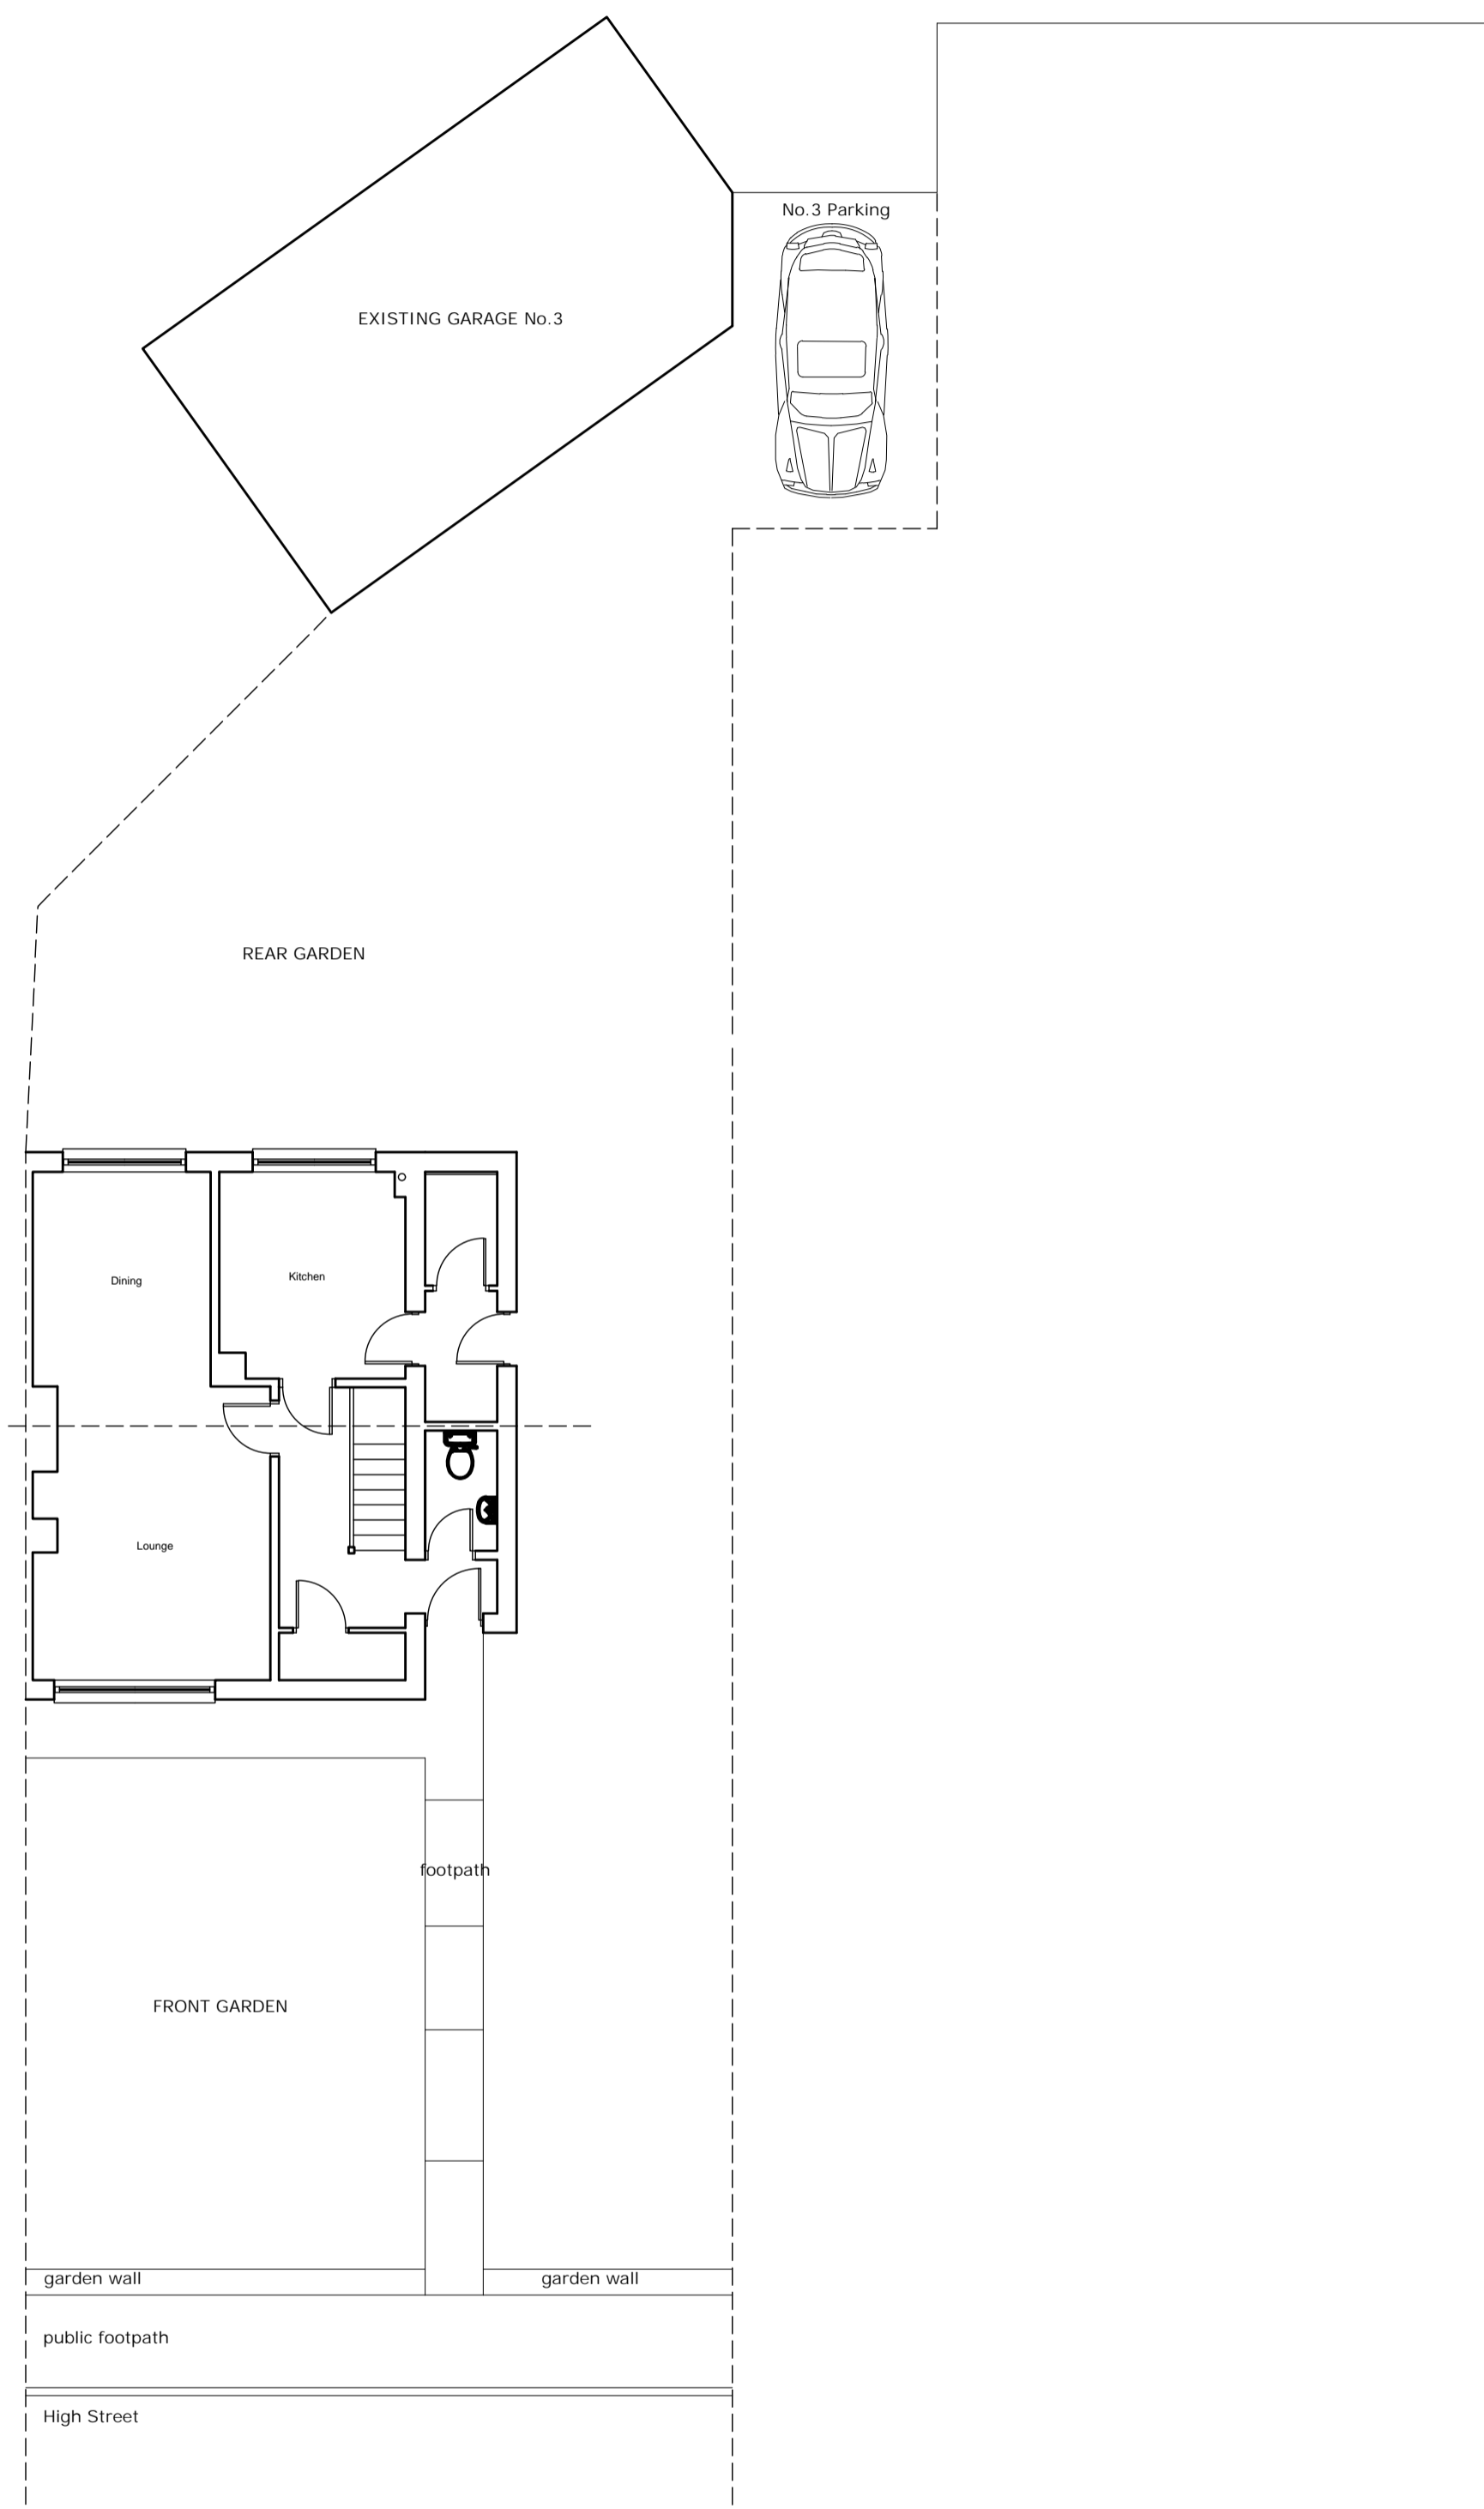 No.3 Parking
EXISTING GARAGE No.3
REAR GARDEN
Kitchen
Dining
Lounge
footpath
FRONT GARDEN
garden wall
garden wall
public footpath
High Street